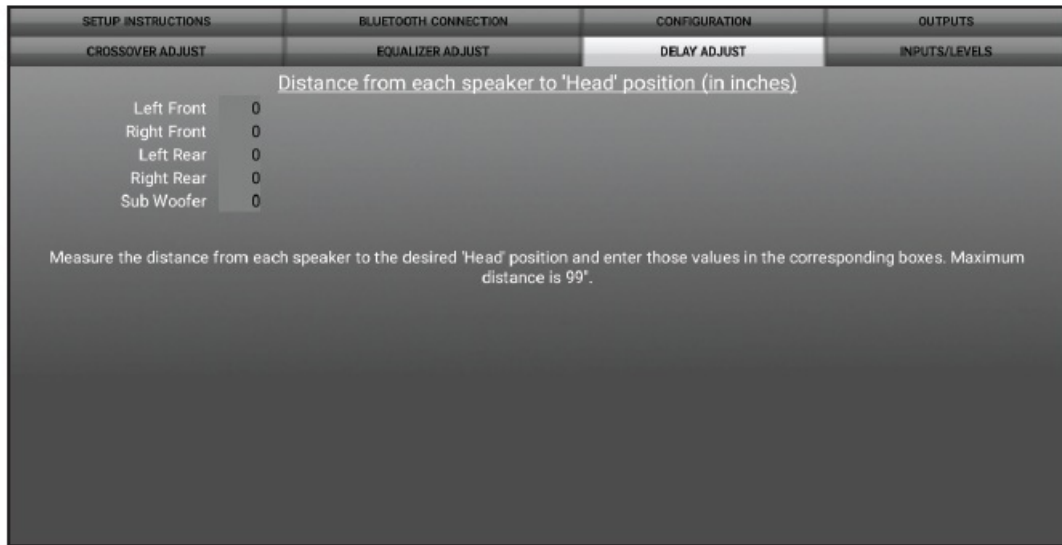 SETUP INSTRUCTIONS BLUETOOTH CONNECTION CONFIGURATION OUTPUTS
CROSSOVER ADJUST EQUALIZER ADJUST DELAY ADJUST INPUTS/LEVELS
Distance from each speaker to 'Head' position (in inches)
Left Front 0
Right Front 0
Left Rear 0
Right Rear 0
Sub Woofer 0
Measure the distance from each speaker to the desired 'Head' position and enter those values in the corresponding boxes. Maximum
distance is 99".